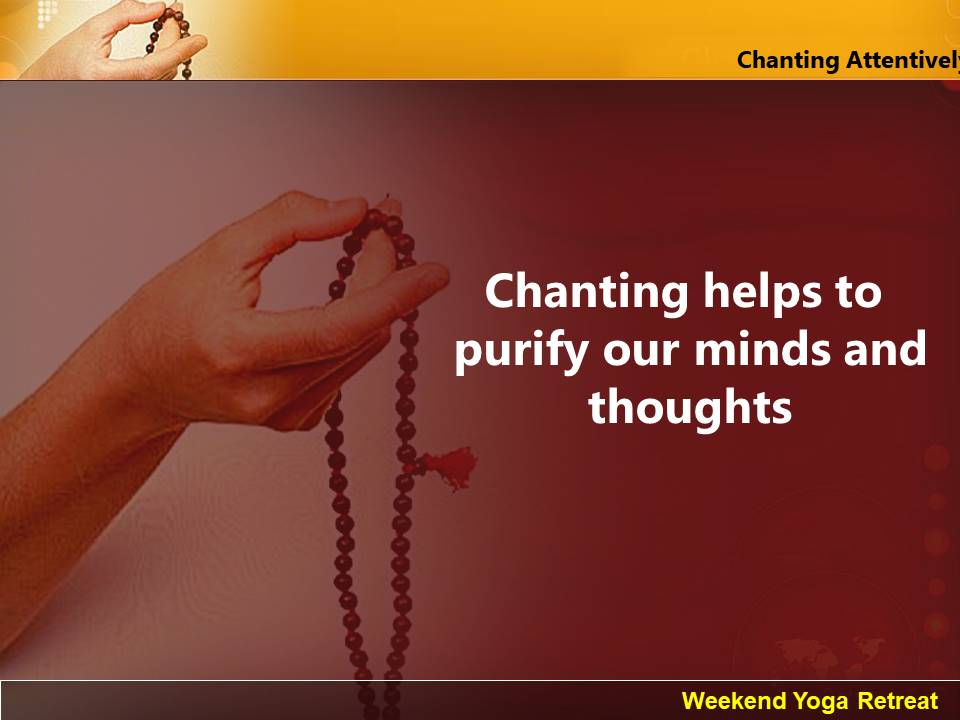 Chanting Attentively
Chanting helps to
purify our minds and
thoughts
Weekend Yoga Retreat